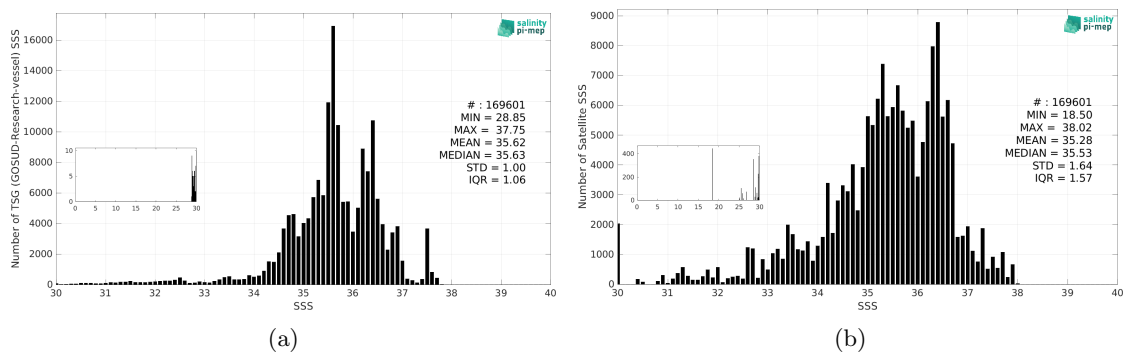 salinity
pi-mep
Number of TSG (GOSUD-Research-vessel) SSS
16000
14000
12000
10000
8000
6000
4000
2000
0
# : 169601
MIN = 28.85
MAX = 37.75
MEAN = 35.62
MEDIAN = 35.63
STD = 1.00
IQR = 1.06
10
5
0
0 5 10 15 20 25 30
30 31 32 33 34 35 36 37 38 39 40
SSS
(a)
salinity
pi-mep
Number of Satellite SSS
9000
8000
7000
6000
5000
4000
3000
2000
1000
0
# : 169601
MIN = 18.50
MAX = 38.02
MEAN = 35.28
MEDIAN = 35.53
STD = 1.64
IQR = 1.57
400
200
0
0 5 10 15 20 25 30
30 31 32 33 34 35 36 37 38 39 40
SSS
(b)